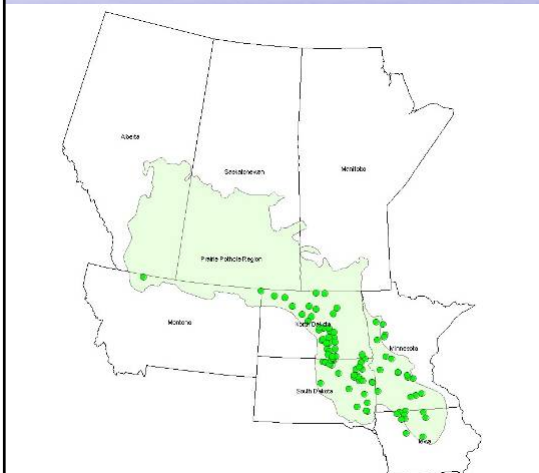 Alberta
Saskatchewan
Manitoba
Prairie Pothole Region
Montana
North Dakota
Minnesota
South Dakota
Iowa